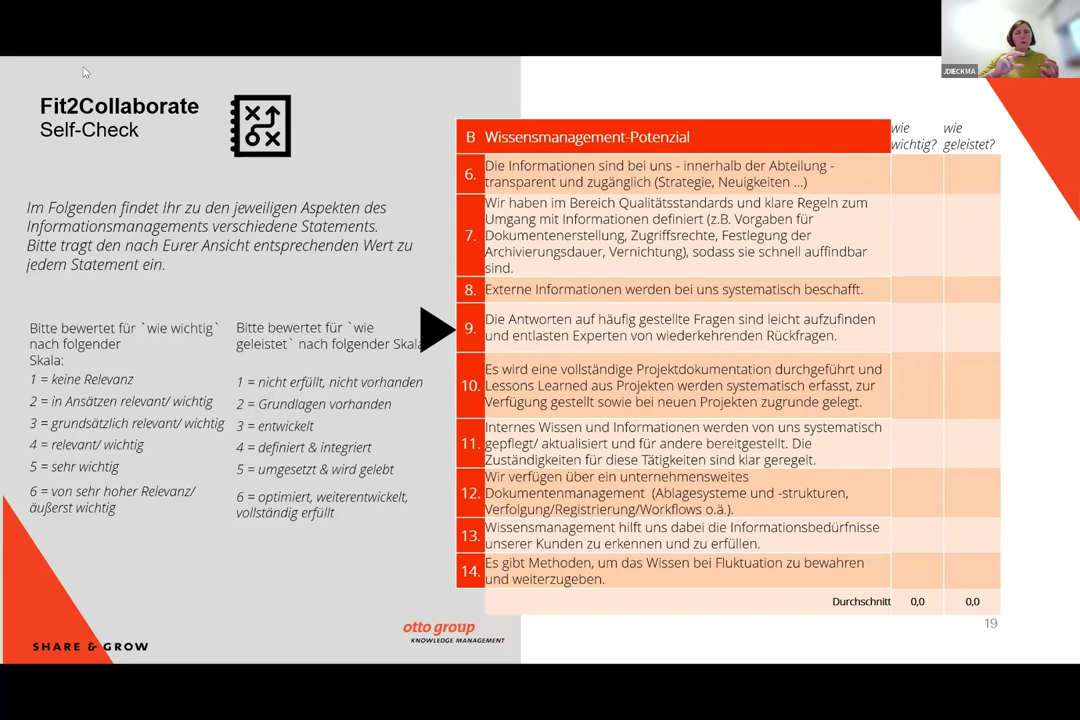 JDIECKMA
Fit2Collaborate
Self-Check
Im Folgenden findet Ihr zu den jeweiligen Aspekten des
Informationsmanagements verschiedene Statements.
Bitte tragt den nach Eurer Ansicht entsprechenden Wert zu
jedem Statement ein.
Bitte bewertet für `wie wichtig`
nach folgender
Skala:
1 = keine Relevanz
2 = in Ansätzen relevant/ wichtig
3 = grundsätzlich relevant/ wichtig
4 = relevant/ wichtig
5 = sehr wichtig
6 = von sehr hoher Relevanz/
äußerst wichtig
Bitte bewertet für `wie
geleistet` nach folgender Skala
1 = nicht erfüllt, nicht vorhanden
2 = Grundlagen vorhanden
3 = entwickelt
4 = definiert & integriert
5 = umgesetzt & wird gelebt
6 = optimiert, weiterentwickelt,
vollständig erfüllt
B Wissensmanagement-Potenzial
wie
wichtig?
wie
geleistet?
6. Die Informationen sind bei uns - innerhalb der Abteilung -
transparent und zugänglich (Strategie, Neuigkeiten ...)
7. Wir haben im Bereich Qualitätsstandards und klare Regeln zum
Umgang mit Informationen definiert (z.B. Vorgaben für
Dokumentenerstellung, Zugriffsrechte, Festlegung der
Archivierungsdauer, Vernichtung), sodass sie schnell auffindbar
sind.
8. Externe Informationen werden bei uns systematisch beschafft.
9. Die Antworten auf häufig gestellte Fragen sind leicht aufzufinden
und entlasten Experten von wiederkehrenden Rückfragen.
10. Es wird eine vollständige Projektdokumentation durchgeführt und
Lessons Learned aus Projekten werden systematisch erfasst, zur
Verfügung gestellt sowie bei neuen Projekten zugrunde gelegt.
11. Internes Wissen und Informationen werden von uns systematisch
gepflegt/ aktualisiert und für andere bereitgestellt. Die
Zuständigkeiten für diese Tätigkeiten sind klar geregelt.
12. Wir verfügen über ein unternehmensweites
Dokumentenmanagement (Ablagesysteme und -strukturen,
Verfolgung/Registrierung/Workflows o.ä.).
13. Wissensmanagement hilft uns dabei die Informationsbedürfnisse
unserer Kunden zu erkennen und zu erfüllen.
14. Es gibt Methoden, um das Wissen bei Fluktuation zu bewahren
und weiterzugeben.
Durchschnitt 0,0 0,0
19
otto group
KNOWLEDGE MANAGEMENT
SHARE & GROW